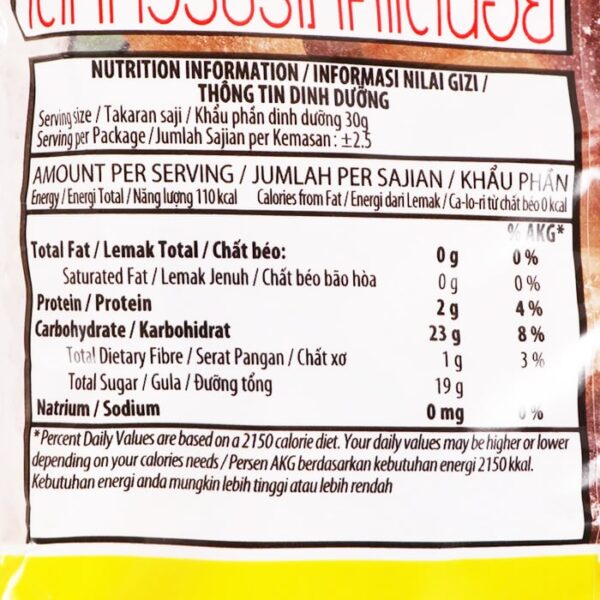 NUTRITION INFORMATION / INFORMASI NILAI GIZI /
THÔNG TIN DINH DƯỠNG
Serving size / Takaran saji / Khẩu phần dinh dưỡng 30g
Serving per Package / Jumlah Sajian per Kemasan : ±2.5
AMOUNT PER SERVING / JUMLAH PER SAJIAN / KHẨU PHẦN
Energy / Energi Total / Năng lượng 110 kcal Calories from Fat / Energi dari Lemak / Ca-lo-ri từ chất béo 0 kcal
% AKG*
Total Fat / Lemak Total / Chất béo: 0 g 0 %
Saturated Fat / Lemak Jenuh / Chất béo bão hòa 0 g 0 %
Protein / Protein 2 g 4 %
Carbohydrate / Karbohidrat 23 g 8 %
Total Dietary Fibre / Serat Pangan / Chất xơ 1 g 3 %
Total Sugar / Gula / Đường tổng 19 g
Natrium / Sodium 0 mg 0 %
*Percent Daily Values are based on a 2150 calorie diet. Your daily values may be higher or lower
depending on your calories needs / Persen AKG berdasarkan kebutuhan energi 2150 kkal.
Kebutuhan energi anda mungkin lebih tinggi atau lebih rendah